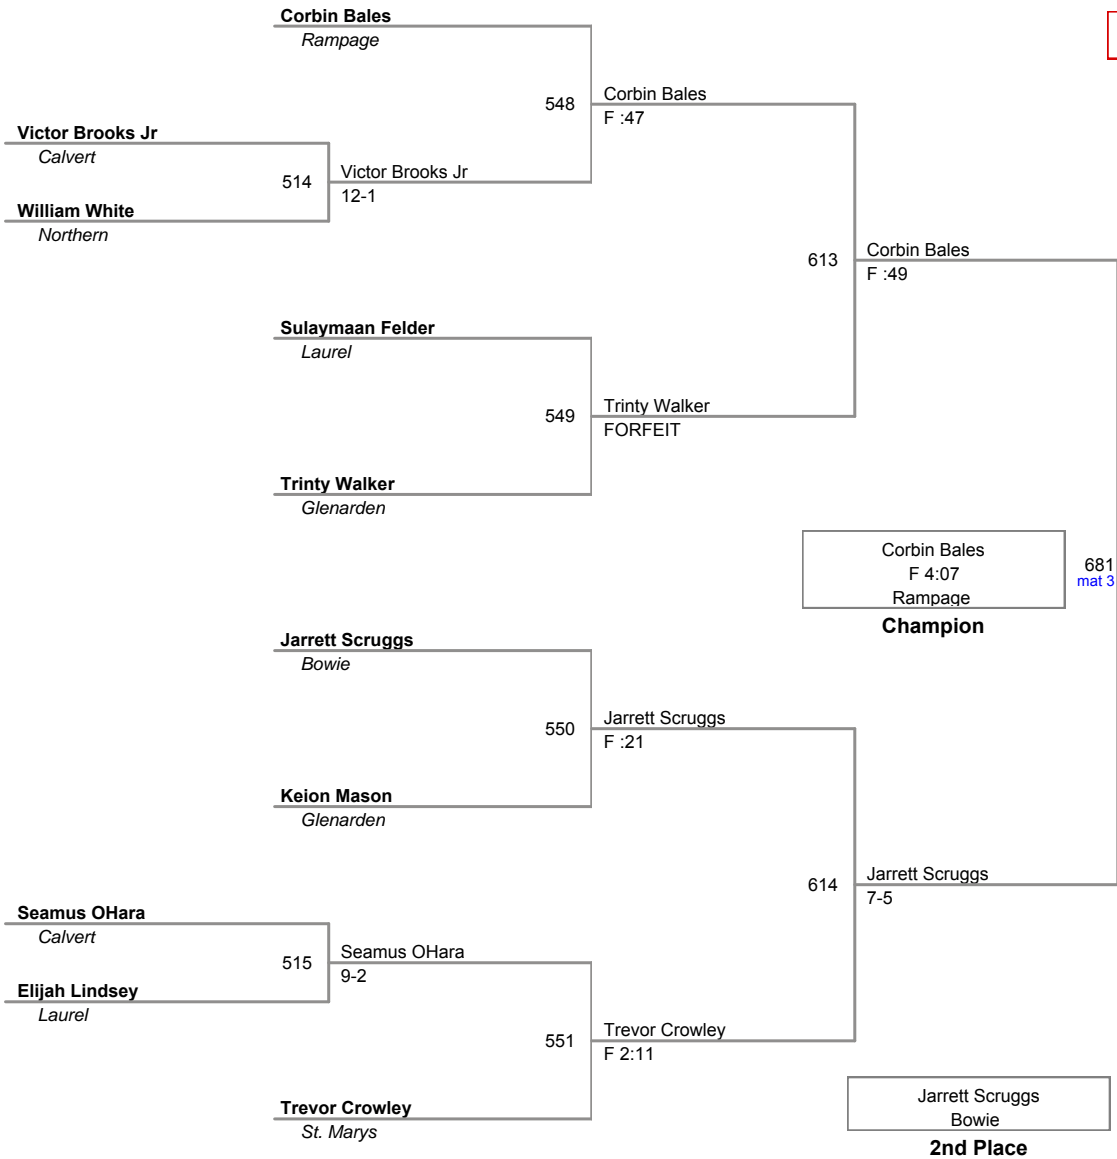 Corbin Bales
Rampage
548
Corbin Bales
F :47
Victor Brooks Jr
Calvert
514
Victor Brooks Jr
12-1
William White
Northern
613
Corbin Bales
F :49
Sulaymaan Felder
Laurel
549
Trinty Walker
FORFEIT
Trinty Walker
Glenarden
Corbin Bales
F 4:07
Rampage
Champion
681
mat 3
Jarrett Scruggs
Bowie
550
Jarrett Scruggs
F :21
Keion Mason
Glenarden
614
Jarrett Scruggs
7-5
Seamus OHara
Calvert
515
Seamus OHara
9-2
Elijah Lindsey
Laurel
551
Trevor Crowley
F 2:11
Trevor Crowley
St. Marys
Jarrett Scruggs
Bowie
2nd Place